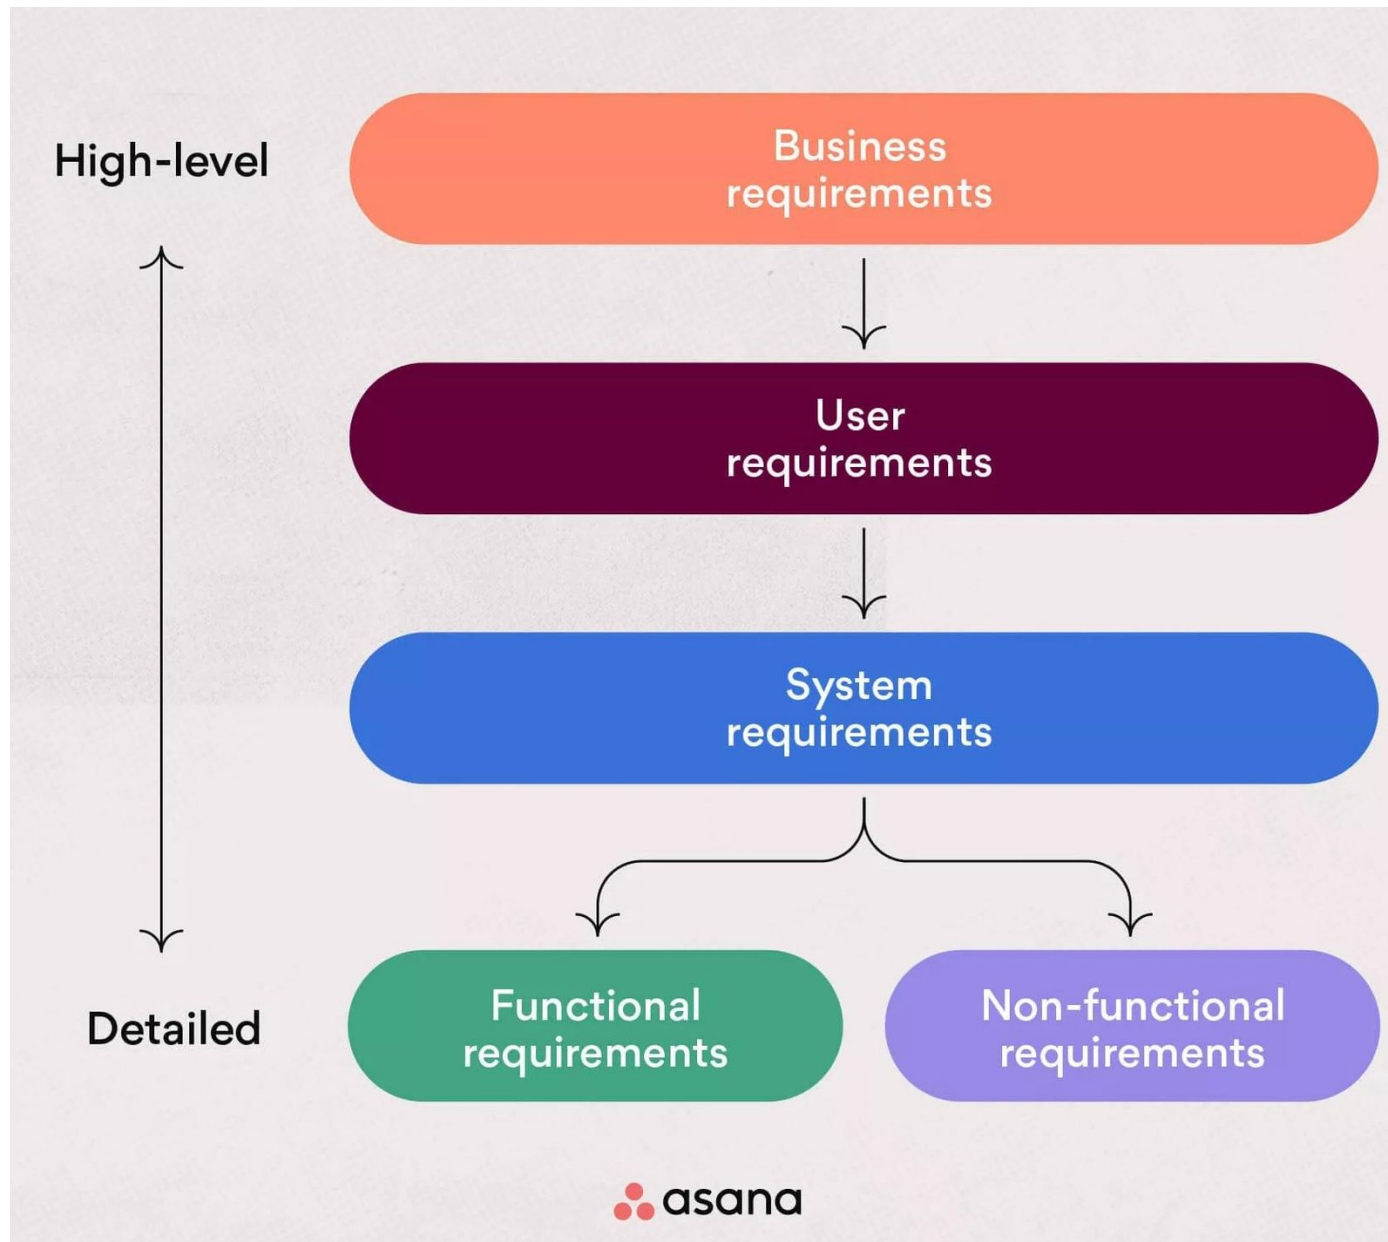 High-level
Business
requirements
User
requirements
System
requirements
Detailed
Functional
requirements
Non-functional
requirements
asana